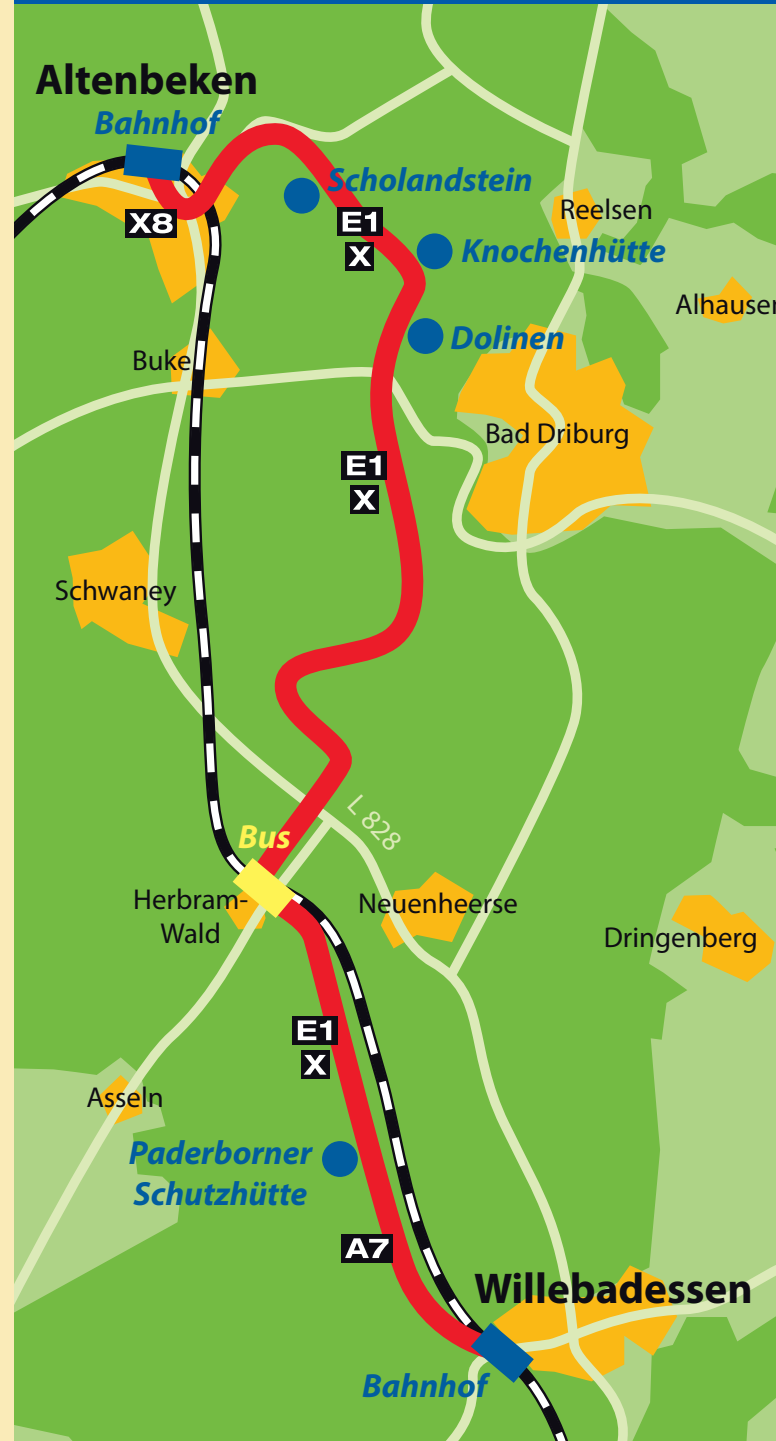 Altenbeken
Bahnhof
Scholandstein
X8
E1
X
Reelsen
Knochenhütte
Alhausen
Dolinen
Buke
Bad Driburg
E1
X
Schwaney
L 828
Bus
Herbram-
Wald
Neuenheerse
Dringenberg
E1
X
Asseln
Paderborner
Schutzhütte
A7
Willebadessen
Bahnhof